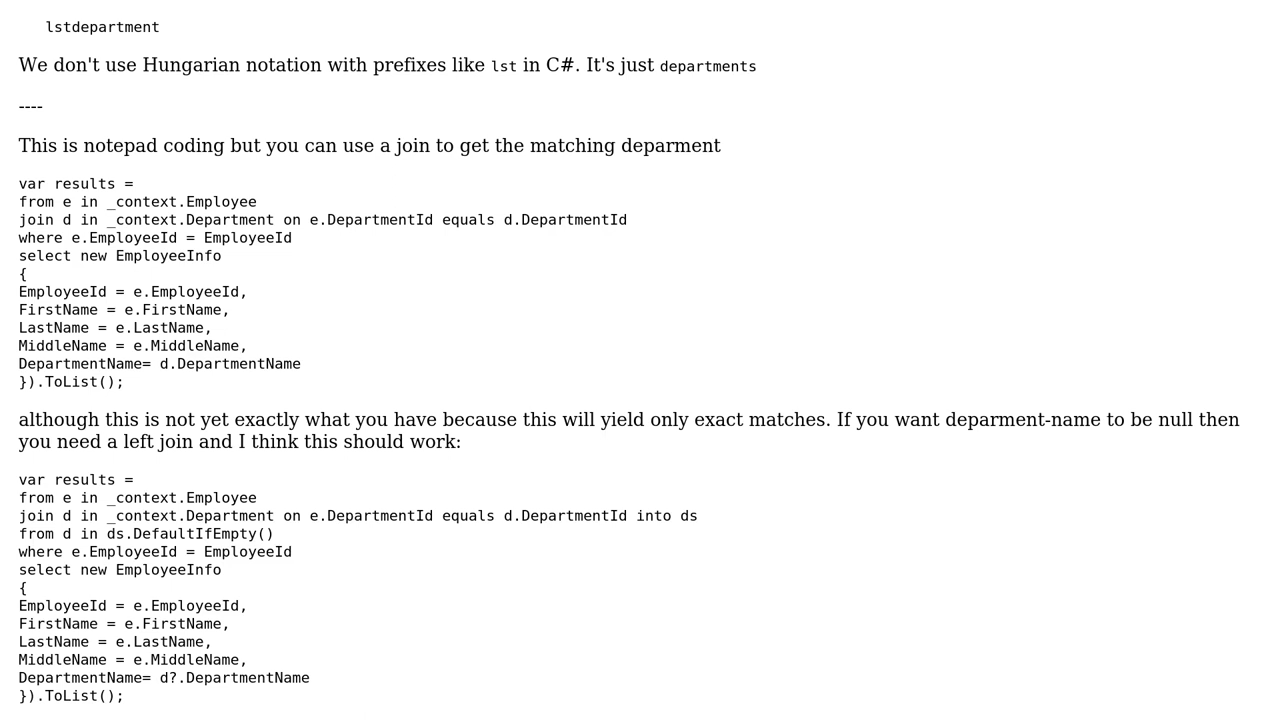 lstdepartment
We don't use Hungarian notation with prefixes like lst in C#. It's just departments
----
This is notepad coding but you can use a join to get the matching deparment
var results =
from e in _context.Employee
join d in _context.Department on e.DepartmentId equals d.DepartmentId
where e.EmployeeId = EmployeeId
select new EmployeeInfo
{
EmployeeId = e.EmployeeId,
FirstName = e.FirstName,
LastName = e.LastName,
MiddleName = e.MiddleName,
DepartmentName= d.DepartmentName
}).ToList();
although this is not yet exactly what you have because this will yield only exact matches. If you want deparment-name to be null then
you need a left join and I think this should work:
var results =
from e in _context.Employee
join d in _context.Department on e.DepartmentId equals d.DepartmentId into ds
from d in ds.DefaultIfEmpty()
where e.EmployeeId = EmployeeId
select new EmployeeInfo
{
EmployeeId = e.EmployeeId,
FirstName = e.FirstName,
LastName = e.LastName,
MiddleName = e.MiddleName,
DepartmentName= d?.DepartmentName
}).ToList();